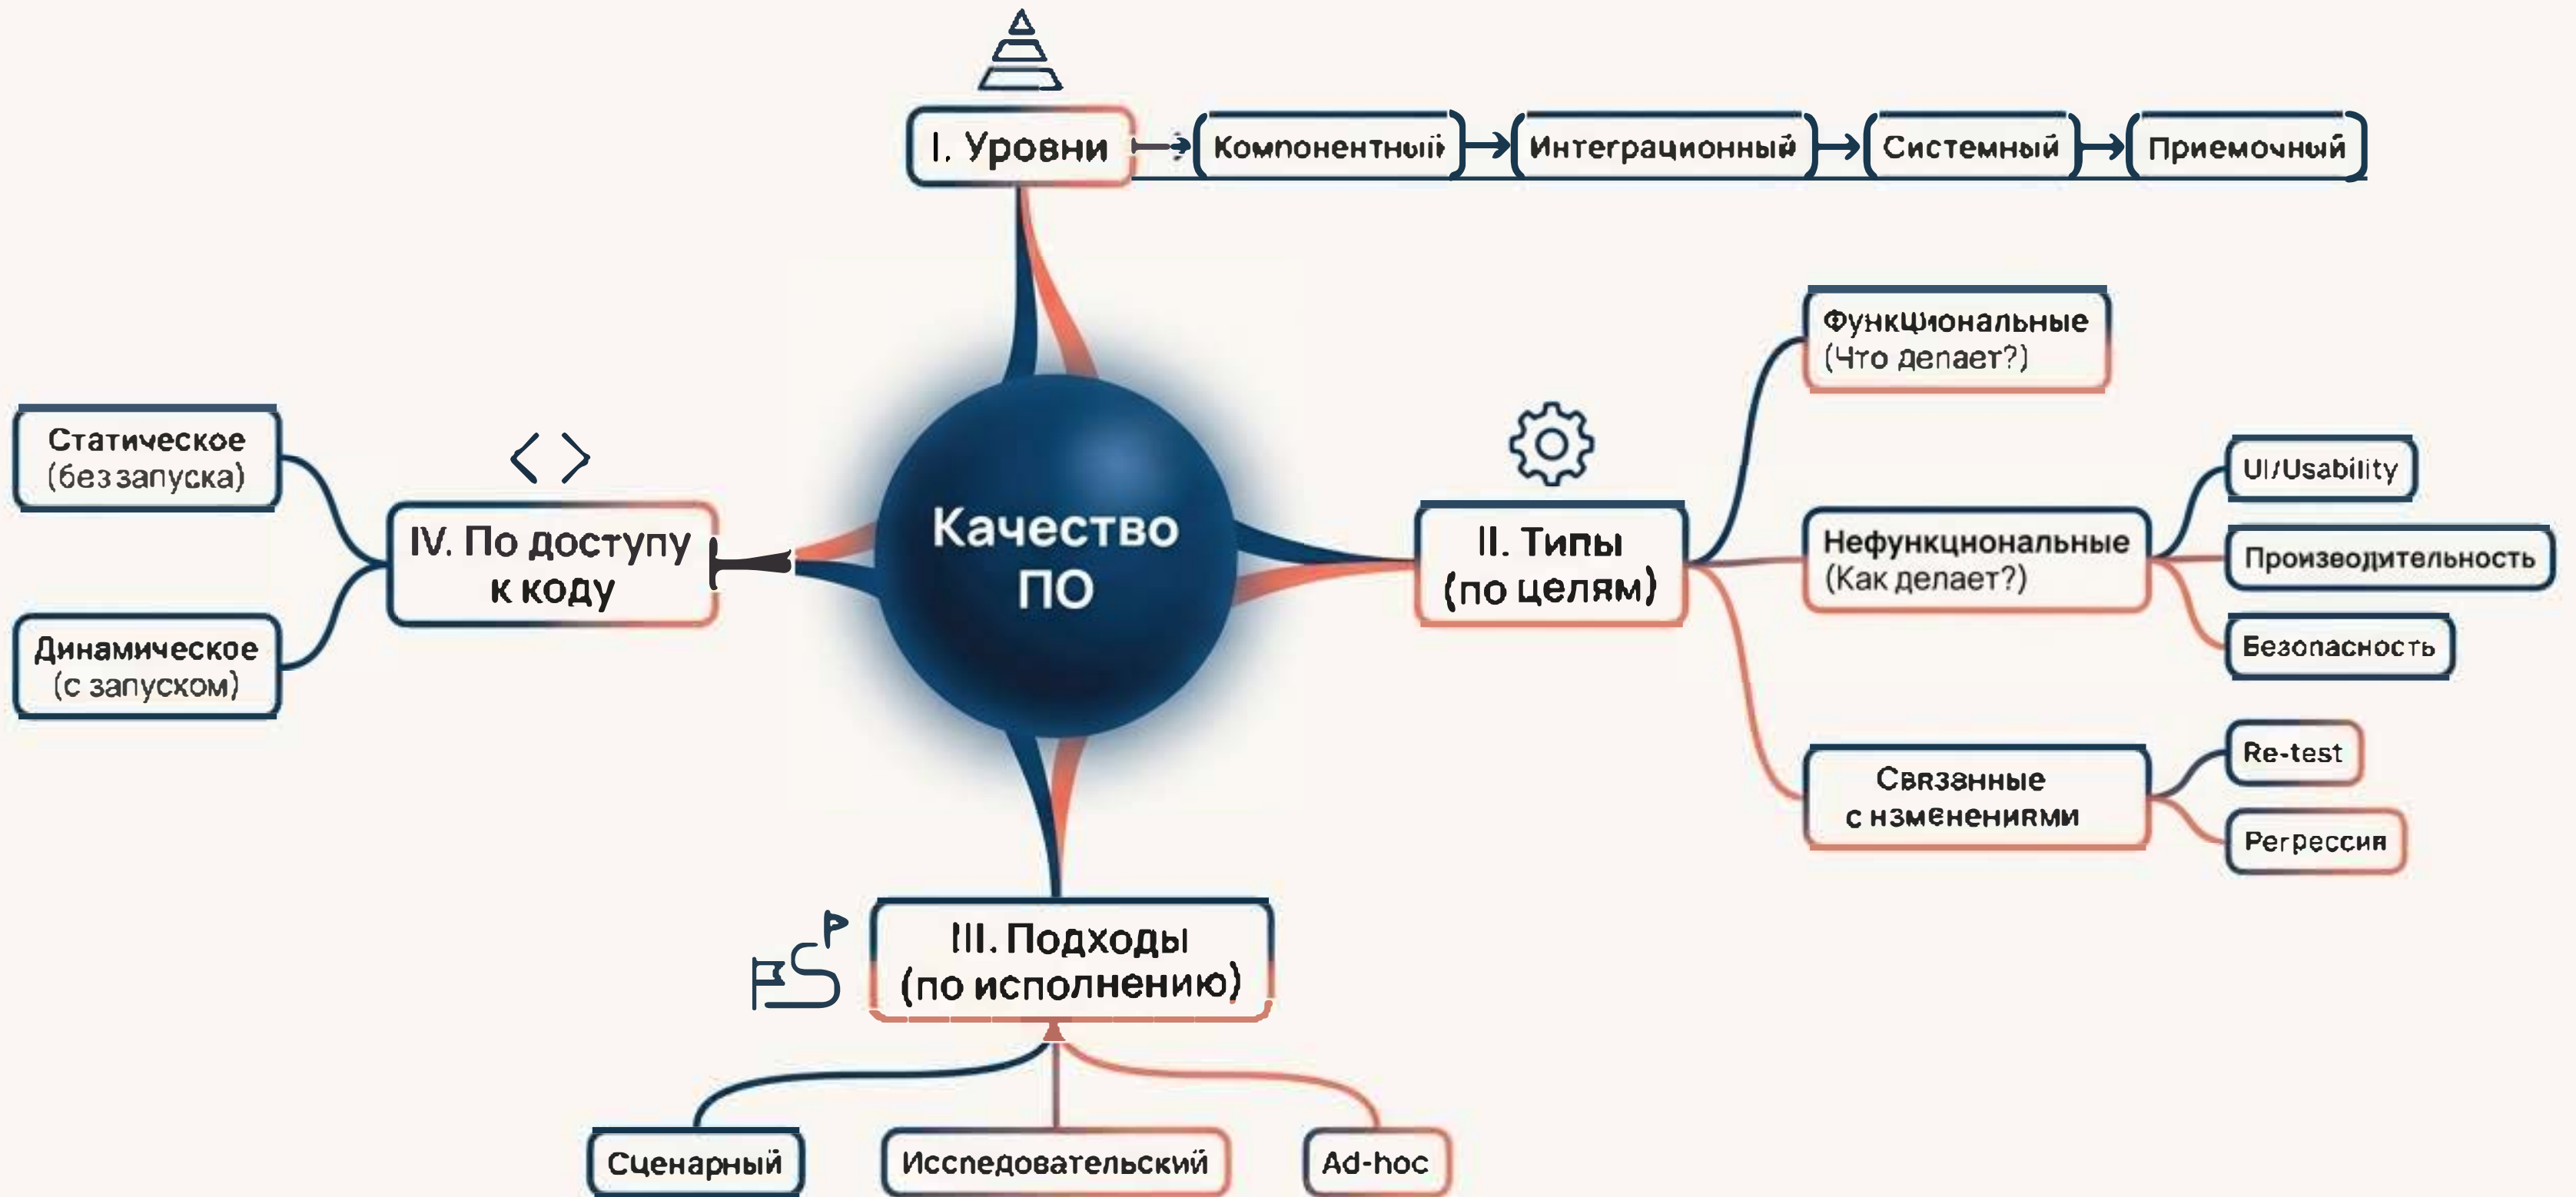 I. Уровни
Компонентный
Интеграционный
Системный
Приемочный
Качество
ПО
II. Типы
(по целям)
Функциональные
(Что делает?)
Нефункциональные
(Как делает?)
UI/Usability
Производительность
Безопасность
Связанные
с изменениями
Re-test
Регрессия
III. Подходы
(по исполнению)
Сценарный
Исследовательский
Ad-hoc
IV. По доступу
к коду
Статическое
(без запуска)
Динамическое
(с запуском)